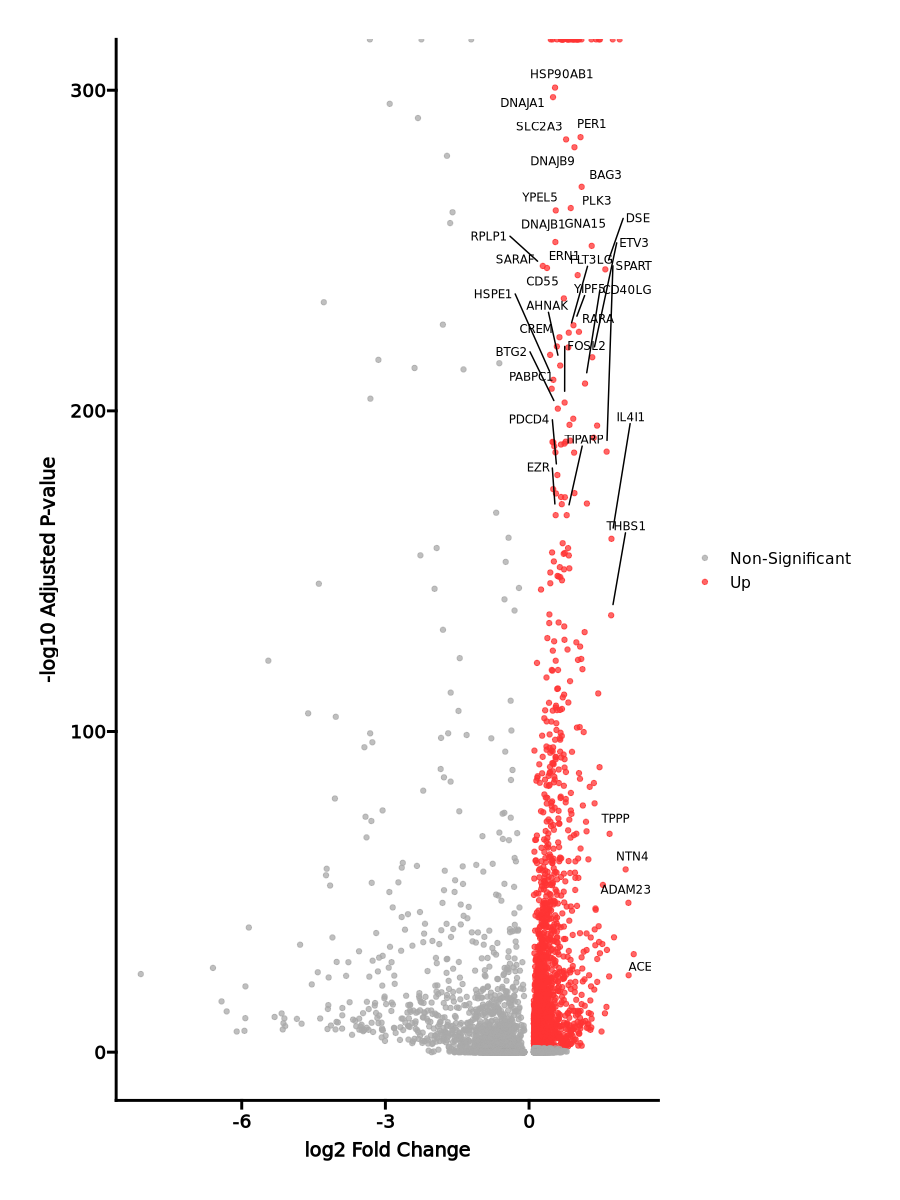 300
200
100
0
-6
-3
0
-log10 Adjusted P-value
log2 Fold Change
HSP90AB1
DNAJA1
SLC2A3
PER1
DNAJB9
BAG3
YPEL5
PLK3
DSE
DNAJB1
GNA15
RPLP1
ETV3
SARAF
ERN1
FLT3LG
SPART
CD55
HSPE1
YIPF5
CD40LG
AHNAK
CREM
RARA
BTG2
FOSL2
PABPC1
PDCD4
IL4I1
TIPARP
EZR
THBS1
TPPP
NTN4
ADAM23
ACE
Non-Significant
Up